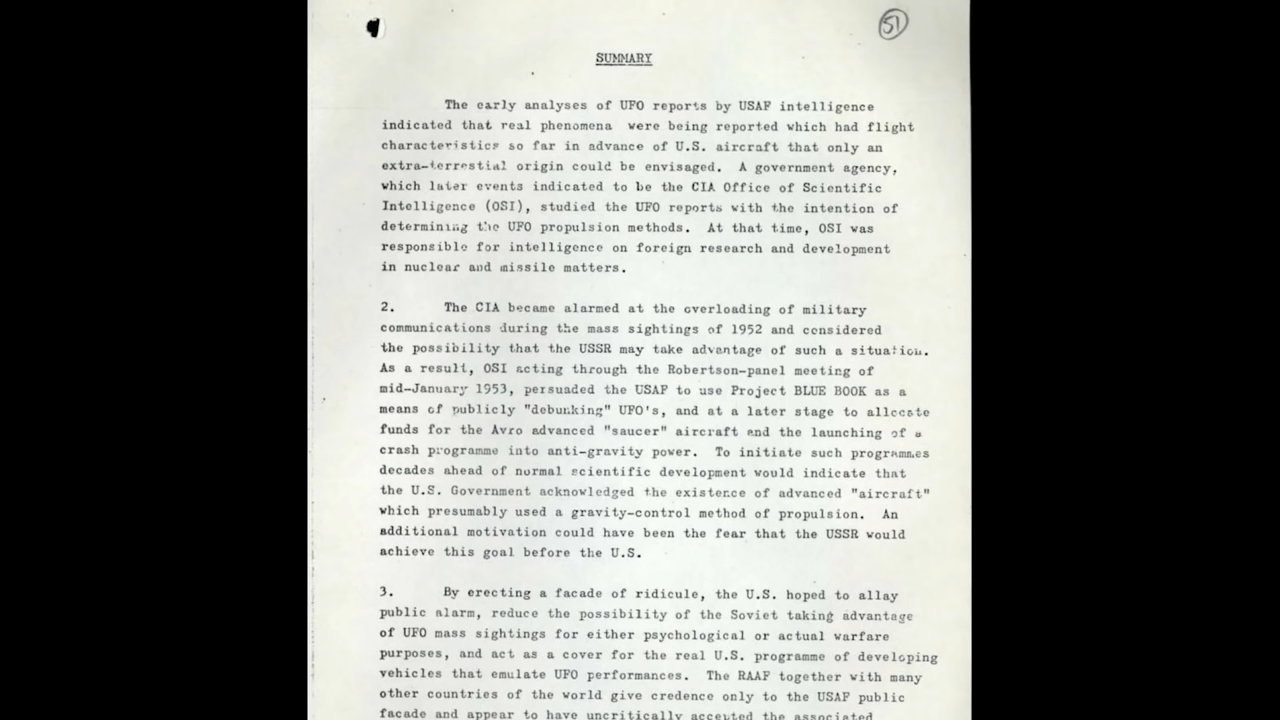 51
SUMMARY
The early analyses of UFO reports by USAF intelligence
indicated that real phenomena were being reported which had flight
characteristics so far in advance of U.S. aircraft that only an
extra-terrestial origin could be envisaged. A government agency,
which later events indicated to be the CIA Office of Scientific
Intelligence (OSI), studied the UFO reports with the intention of
determining the UFO propulsion methods. At that time, OSI was
responsible for intelligence on foreign research and development
in nuclear and missile matters.
2. The CIA became alarmed at the overloading of military
communications during the mass sightings of 1952 and considered
the possibility that the USSR may take advantage of such a situation.
As a result, OSI acting through the Robertson-panel meeting of
mid-January 1953, persuaded the USAF to use Project BLUE BOOK as a
means of publicly "debunking" UFO's, and at a later stage to allocate
funds for the Avro advanced "saucer" aircraft and the launching of a
crash programme into anti-gravity power. To initiate such programmes
decades ahead of normal scientific development would indicate that
the U.S. Government acknowledged the existence of advanced "aircraft"
which presumably used a gravity-control method of propulsion. An
additional motivation could have been the fear that the USSR would
achieve this goal before the U.S.
3. By erecting a facade of ridicule, the U.S. hoped to allay
public alarm, reduce the possibility of the Soviet taking advantage
of UFO mass sightings for either psychological or actual warfare
purposes, and act as a cover for the real U.S. programme of developing
vehicles that emulate UFO performances. The RAAF together with many
other countries of the world give credence only to the USAF public
facade and appear to have uncritically accepted the associated